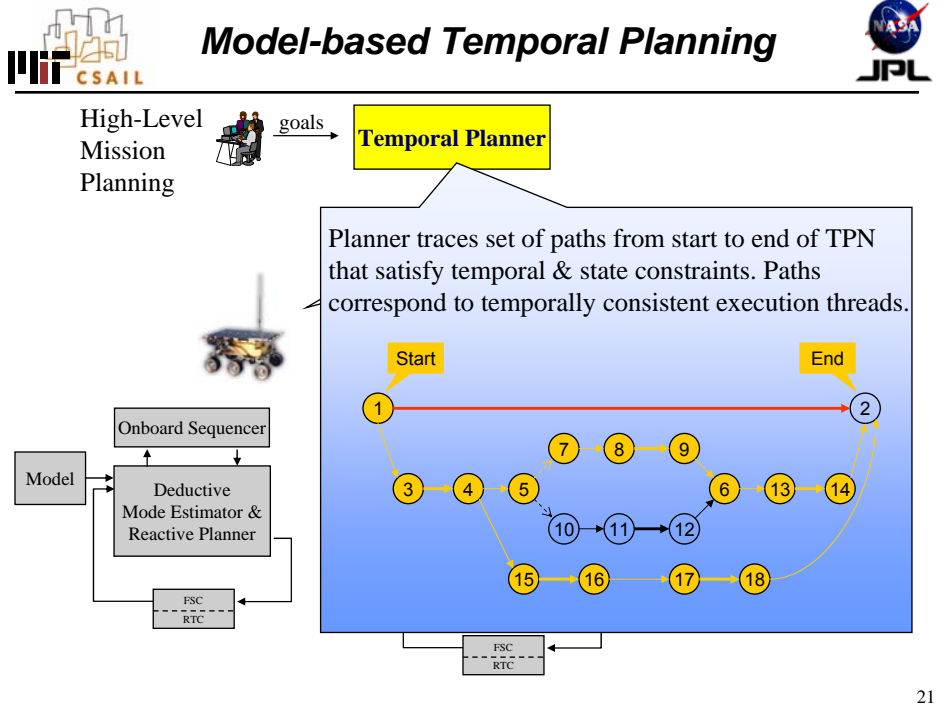 Model-based Temporal Planning
MIT
CSAIL
NASA
JPL
High-Level
Mission
Planning
goals
Temporal Planner
Planner traces set of paths from start to end of TPN
that satisfy temporal & state constraints. Paths
correspond to temporally consistent execution threads.
Start
End
1
2
7
8
9
3
4
5
6
13
14
10
11
12
15
16
17
18
Onboard Sequencer
Model
Deductive
Mode Estimator &
Reactive Planner
FSC
RTC
FSC
RTC
21